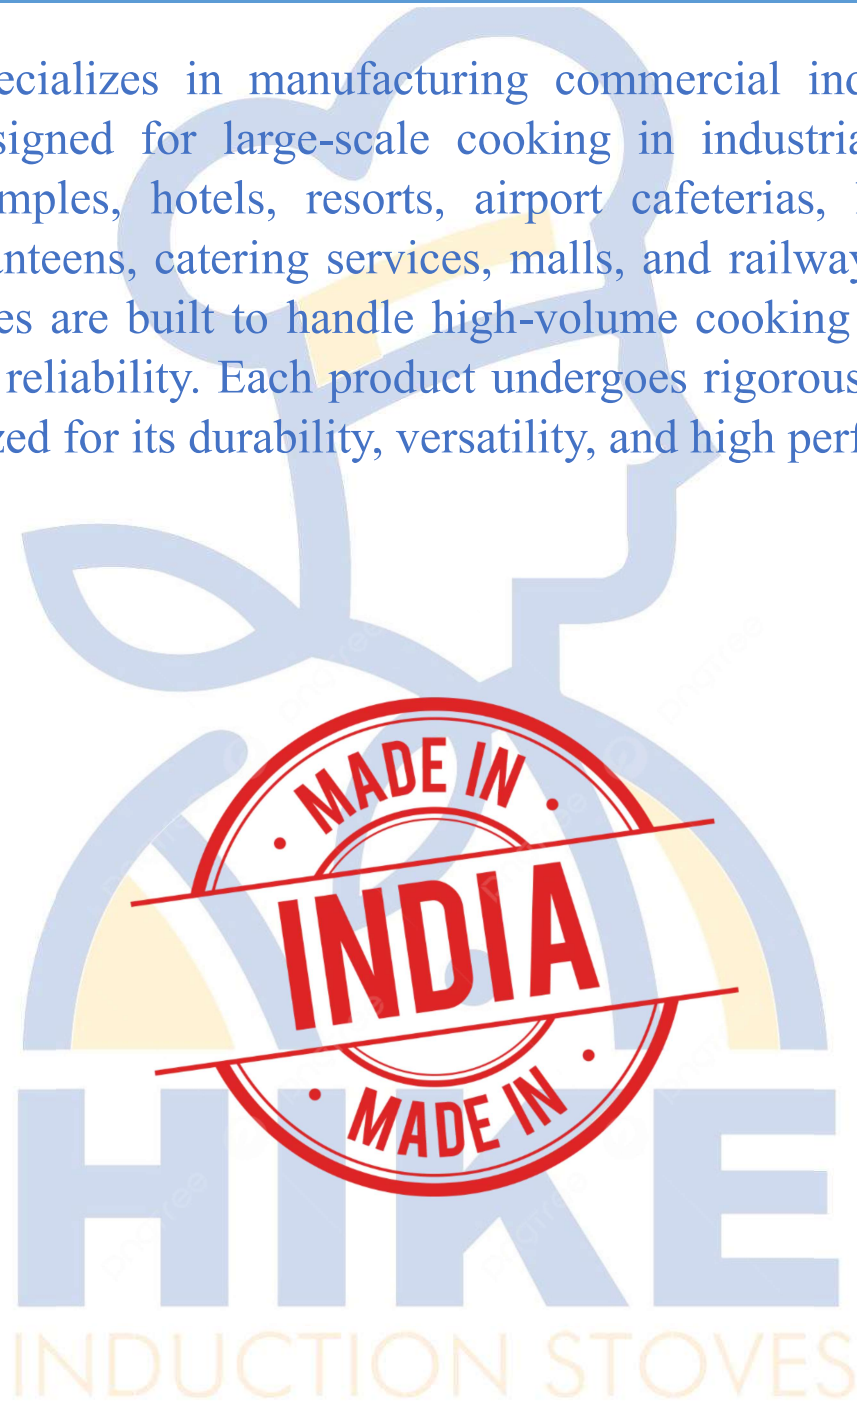 ecializes in manufacturing commercial ind
signed for large-scale cooking in industria
mples, hotels, resorts, airport cafeterias,
nteens, catering services, malls, and railway
es are built to handle high-volume cooking
reliability. Each product undergoes rigorous
zed for its durability, versatility, and high perf
MADE IN
INDIA
MADE IN
HIKE
INDUCTION STOVES